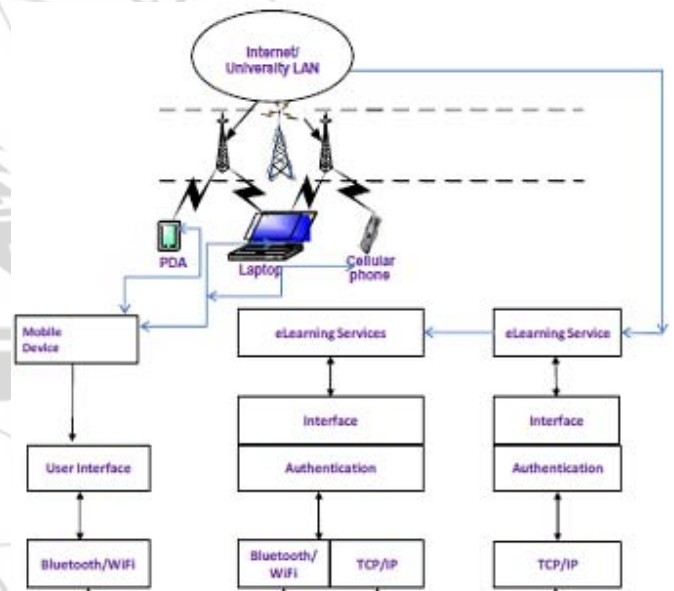 Internet/
University LAN
PDA
Laptop
Cellular
phone
Mobile
Device
eLearning Services
eLearning Service
Interface
Interface
User Interface
Authentication
Authentication
Bluetooth/WiFi
Bluetooth/
WiFi
TCP/IP
TCP/IP